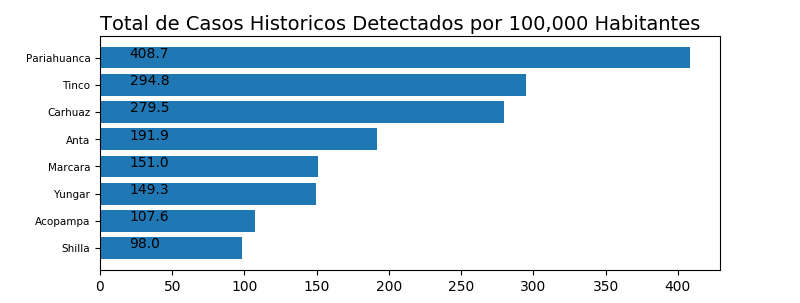 Total de Casos Historicos Detectados por 100,000 Habitantes
Pariahuanca 408.7
Tinco 294.8
Carhuaz 279.5
Anta 191.9
Marcara 151.0
Yungar 149.3
Acopampa 107.6
Shilla 98.0
0 50 100 150 200 250 300 350 400